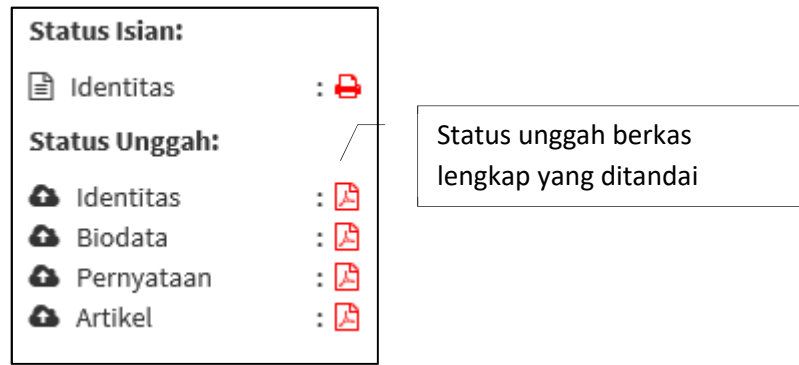 Status Isian:
Identitas :
Status Unggah:
Identitas :
Biodata :
Pernyataan :
Artikel :
Status unggah berkas
lengkap yang ditandai